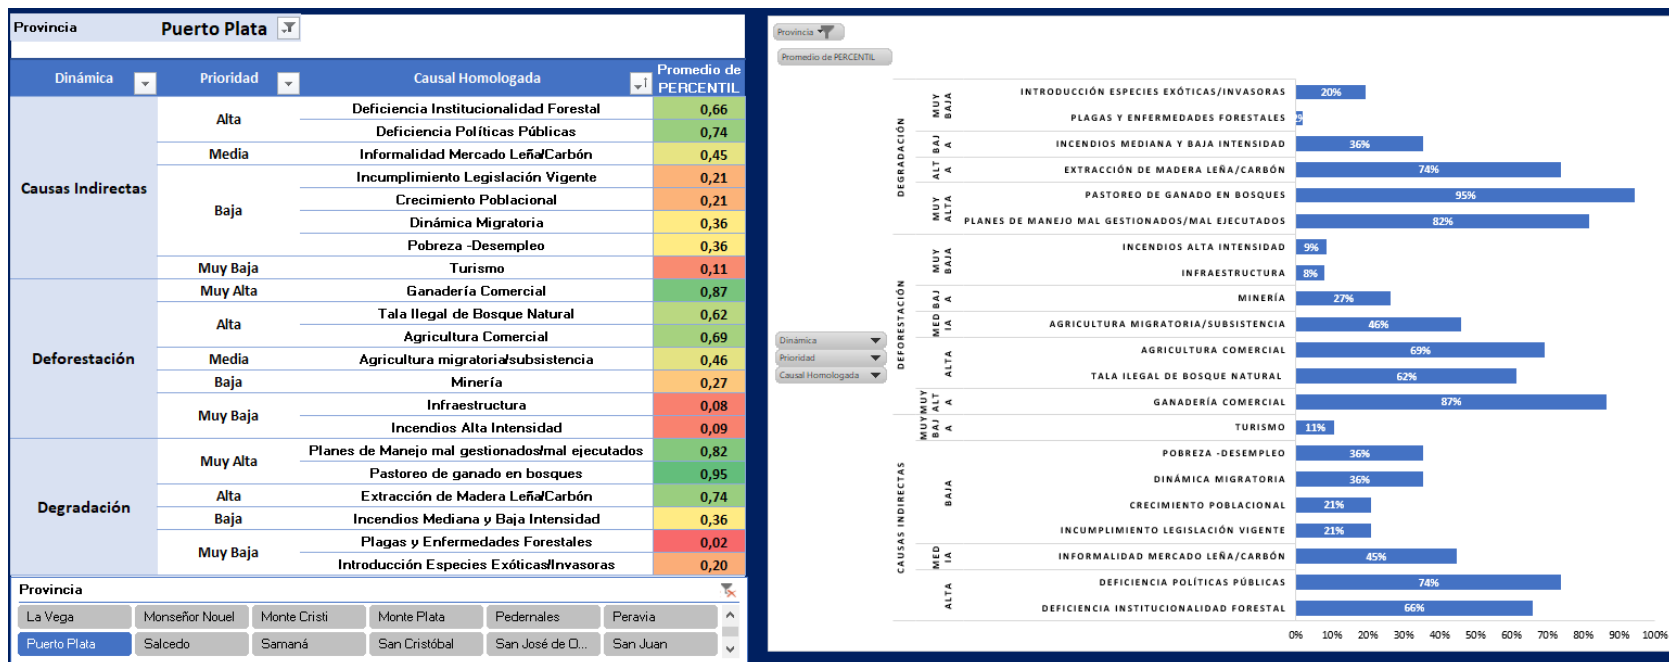 Provincia Puerto Plata
Dinámica Prioridad Causal Homologada Promedio de PERCENTIL
Causas Indirectas
Alta
Deficiencia Institucionalidad Forestal 0,66
Deficiencia Políticas Públicas 0,74
Media Informalidad Mercado Leña/Carbón 0,45
Baja
Incumplimiento Legislación Vigente 0,21
Crecimiento Poblacional 0,21
Dinámica Migratoria 0,36
Pobreza -Desempleo 0,36
Muy Baja Turismo 0,11
Deforestación
Muy Alta Ganadería Comercial 0,87
Alta
Tala Ilegal de Bosque Natural 0,62
Agricultura Comercial 0,69
Media Agricultura migratoria/subsistencia 0,46
Baja Minería 0,27
Muy Baja
Infraestructura 0,08
Incendios Alta Intensidad 0,09
Degradación
Muy Alta
Planes de Manejo mal gestionados/mal ejecutados 0,82
Pastoreo de ganado en bosques 0,95
Alta Extracción de Madera Leña/Carbón 0,74
Baja Incendios Mediana y Baja Intensidad 0,36
Muy Baja
Plagas y Enfermedades Forestales 0,02
Introducción Especies Exóticas/Invasoras 0,20
Provincia
La Vega Monseñor Nouel Monte Cristi Monte Plata Pedernales Peravia
Puerto Plata Salcedo Samaná San Cristóbal San José de O... San Juan
Provincia
Promedio de PERCENTIL
Dinámica
Prioridad
Causal Homologada
DEGRADACIÓN
MUY BAJA
INTRODUCCIÓN ESPECIES EXÓTICAS/INVASORAS 20%
PLAGAS Y ENFERMEDADES FORESTALES
BAJ A
INCENDIOS MEDIANA Y BAJA INTENSIDAD 36%
ALT A
EXTRACCIÓN DE MADERA LEÑA/CARBÓN 74%
MUY ALTA
PASTOREO DE GANADO EN BOSQUES 95%
PLANES DE MANEJO MAL GESTIONADOS/MAL EJECUTADOS 82%
DEFORESTACIÓN
MUY BAJA
INCENDIOS ALTA INTENSIDAD 9%
INFRAESTRUCTURA 8%
BAJ A
MINERÍA 27%
MED IA
AGRICULTURA MIGRATORIA/SUBSISTENCIA 46%
ALTA
AGRICULTURA COMERCIAL 69%
TALA ILEGAL DE BOSQUE NATURAL 62%
MUY ALT A
GANADERÍA COMERCIAL 87%
CAUSAS INDIRECTAS
MUY BAJ A
TURISMO 11%
BAJA
POBREZA -DESEMPLEO 36%
DINÁMICA MIGRATORIA 36%
CRECIMIENTO POBLACIONAL 21%
INCUMPLIMIENTO LEGISLACIÓN VIGENTE 21%
MED IA
INFORMALIDAD MERCADO LEÑA/CARBÓN 45%
ALTA
DEFICIENCIA POLÍTICAS PÚBLICAS 74%
DEFICIENCIA INSTITUCIONALIDAD FORESTAL 66%
0% 10% 20% 30% 40% 50% 60% 70% 80% 90% 100%